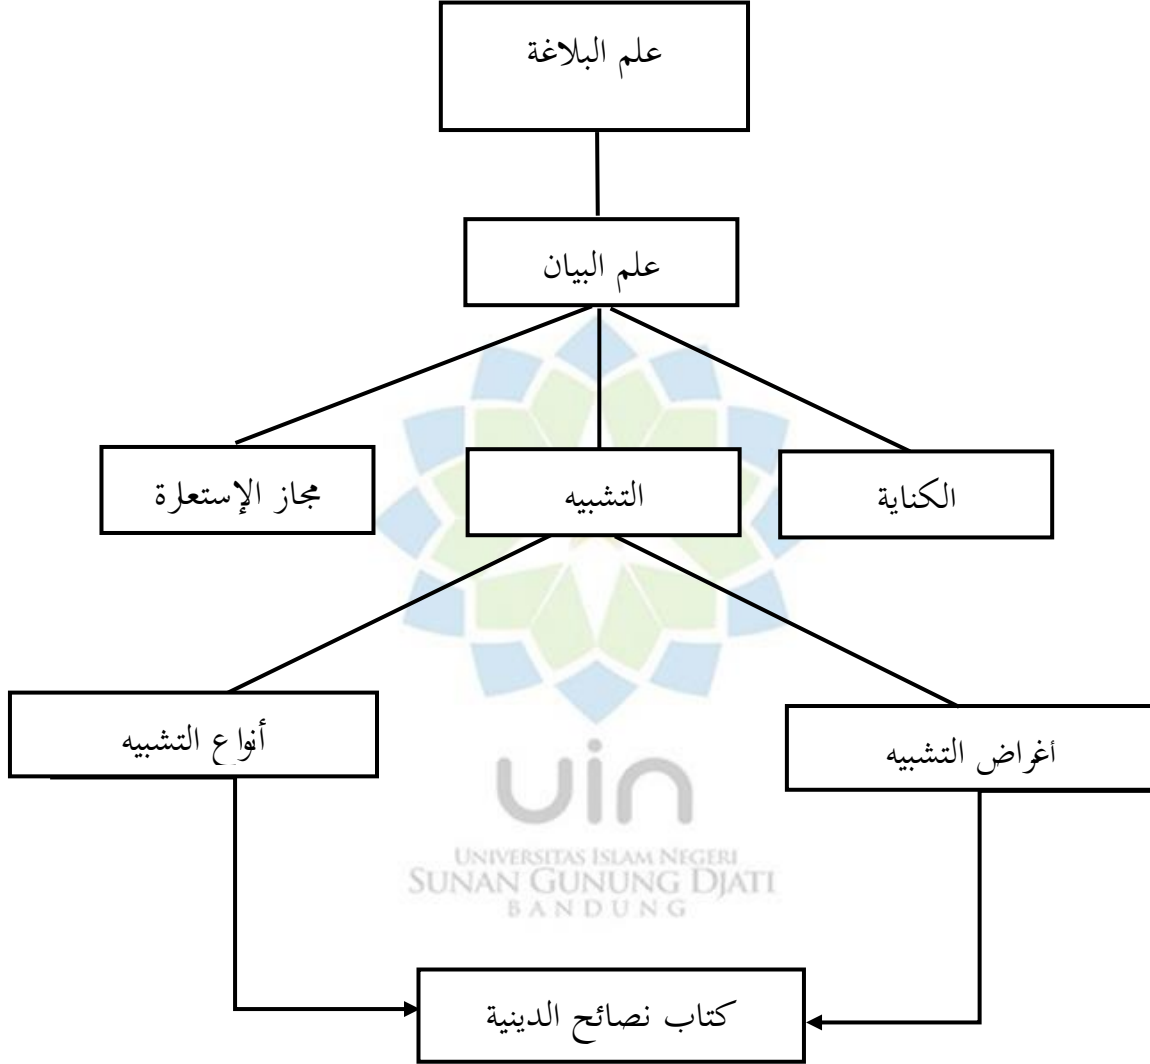 علم البلاغة
علم البيان
الكناية
التشبيه
مجاز الإستعارة
أغراض التشبيه
أنواع التشبيه
uin
UNIVERSITAS ISLAM NEGERI
SUNAN GUNUNG DJATI
BANDUNG
كتاب نصائح الدينية